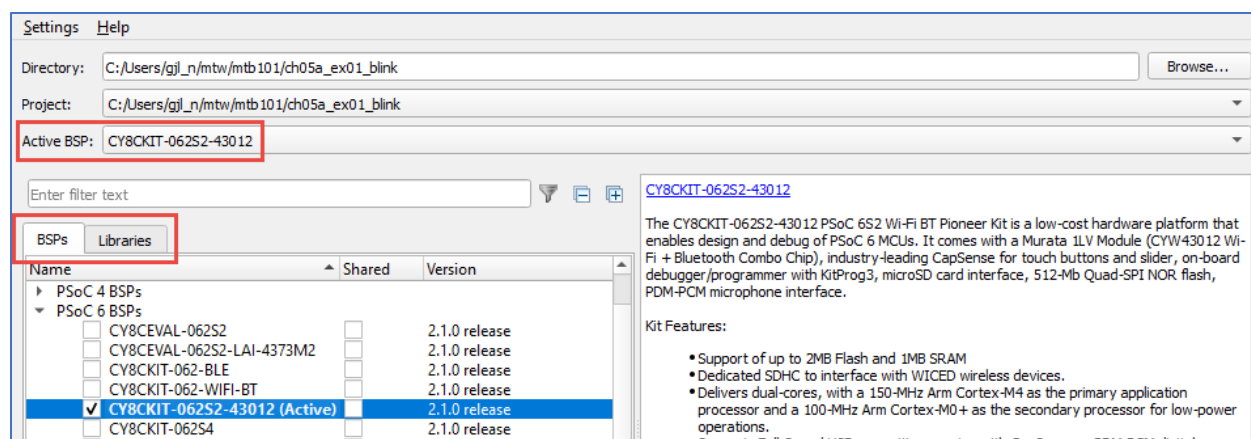 Settings Help
Directory: C:/Users/gjl_n/mtw/mtb101/ch05a_ex01_blink Browse...
Project: C:/Users/gjl_n/mtw/mtb101/ch05a_ex01_blink
Active BSP: CY8CKIT-062S2-43012
Enter filter text
BSPs Libraries
Name Shared Version
PSoC 4 BSPs
PSoC 6 BSPs
CY8CEVAL-062S2 2.1.0 release
CY8CEVAL-062S2-LAI-4373M2 2.1.0 release
CY8CKIT-062-BLE 2.1.0 release
CY8CKIT-062-WIFI-BT 2.1.0 release
CY8CKIT-062S2-43012 (Active) 2.1.0 release
CY8CKIT-062S4 2.1.0 release
CY8CKIT-062S2-43012
The CY8CKIT-062S2-43012 PSoC 6S2 Wi-Fi BT Pioneer Kit is a low-cost hardware platform that
enables design and debug of PSoC 6 MCUs. It comes with a Murata 1LV Module (CYW43012 Wi-
Fi + Bluetooth Combo Chip), industry-leading CapSense for touch buttons and slider, on-board
debugger/programmer with KitProg3, microSD card interface, 512-Mb Quad-SPI NOR flash,
PDM-PCM microphone interface.
Kit Features:
•Support of up to 2MB Flash and 1MB SRAM
•Dedicated SDHC to interface with WICED wireless devices.
•Delivers dual-cores, with a 150-MHz Arm Cortex-M4 as the primary application
processor and a 100-MHz Arm Cortex-M0+ as the secondary processor for low-power
operations.